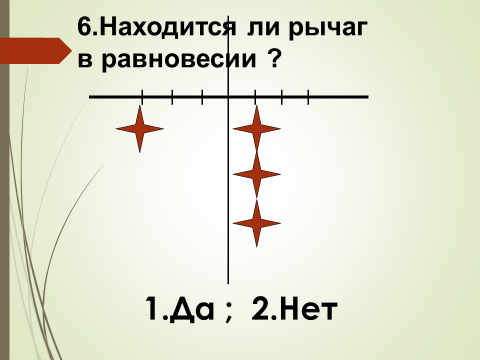 6.Находится ли рычаг
в равновесии ?
1.Да ; 2.Нет